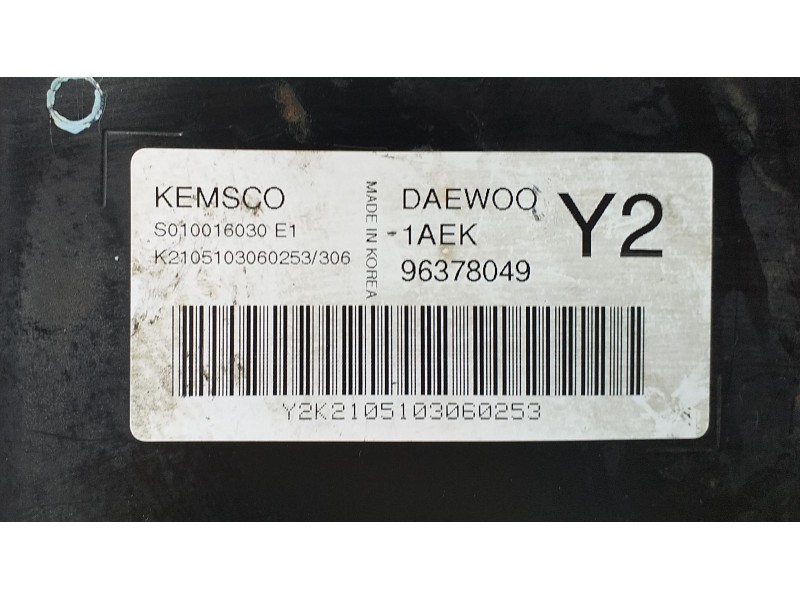 KEMSCO
S010016030 E1
K2105103060253/306
MADE IN KOREA
DAEWOO
1AEK
96378049
Y2
Y2K2105103060253